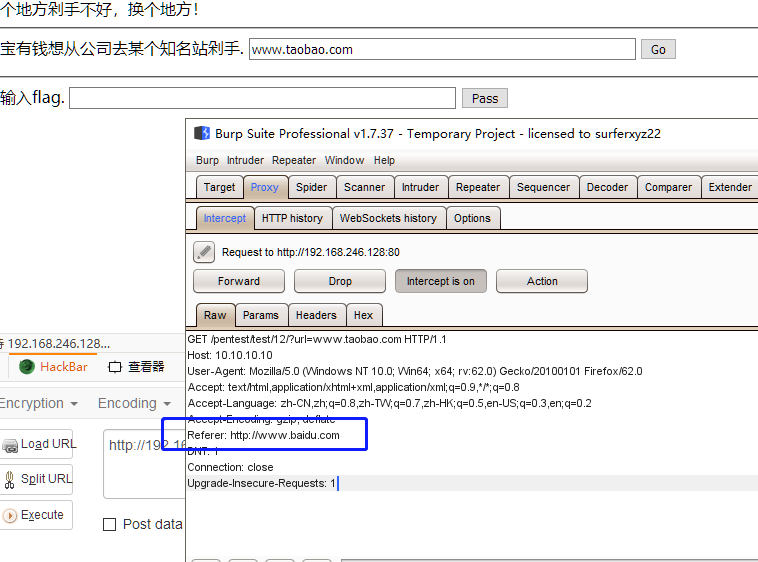 个地方剁手不好，换个地方！
宝有钱想从公司去某个知名站剁手. www.taobao.com Go
输入flag. Pass
Burp Suite Professional v1.7.37 - Temporary Project - licensed to surferxyz22
Burp Intruder Repeater Window Help
Target Proxy Spider Scanner Intruder Repeater Sequencer Decoder Comparer Extender
Intercept HTTP history WebSockets history Options
Request to http://192.168.246.128:80
Forward Drop Intercept is on Action
Raw Params Headers Hex
GET /pentest/test/12/?url=www.taobao.com HTTP/1.1
Host: 10.10.10.10
User-Agent: Mozilla/5.0 (Windows NT 10.0; Win64; x64; rv:62.0) Gecko/20100101 Firefox/62.0
Accept: text/html,application/xhtml+xml,application/xml;q=0.9,*/*;q=0.8
Accept-Language: zh-CN,zh;q=0.8,zh-TW;q=0.7,zh-HK;q=0.5,en-US;q=0.3,en;q=0.2
Accept-Encoding: gzip, deflate
Referer: http://www.baidu.com
DNT: 1
Connection: close
Upgrade-Insecure-Requests: 1
192.168.246.128...
HackBar 查看器
Encryption Encoding
Load URL http://192.16
Split URL
Execute
Post data